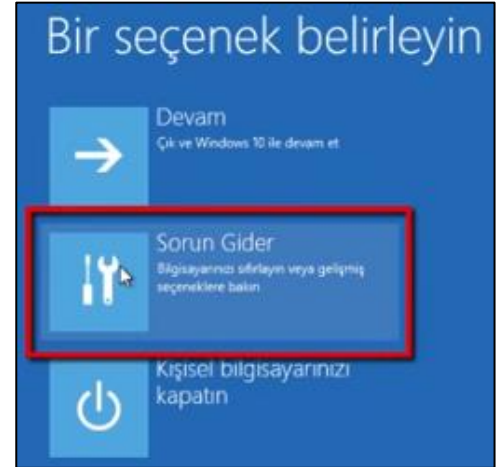 Bir seçenek belirleyin
Devam
Çık ve Windows 10 ile devam et
Sorun Gider
Bilgisayarınızı sıfırlayın veya gelişmiş
seçeneklere bakın
Kişisel bilgisayarınızı
kapatın